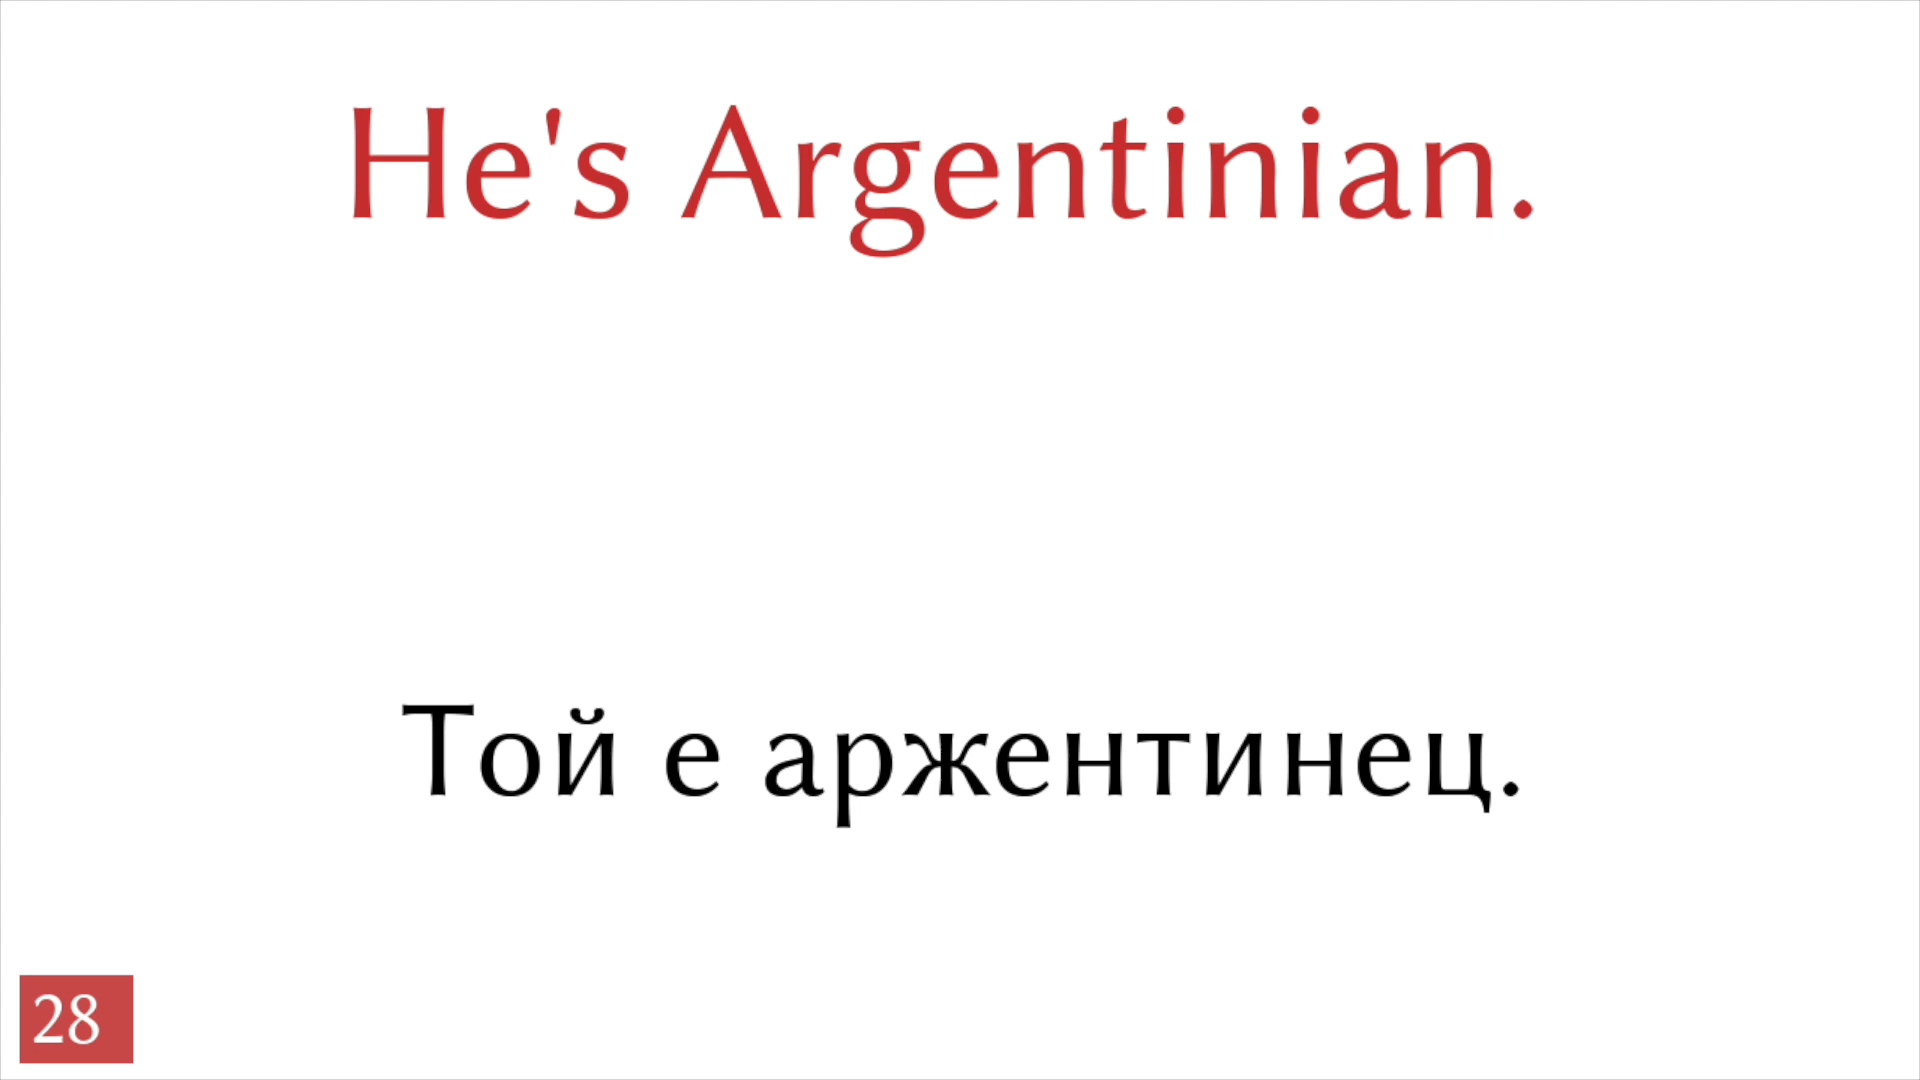 He's Argentinian.
Той е аржентинец.
28